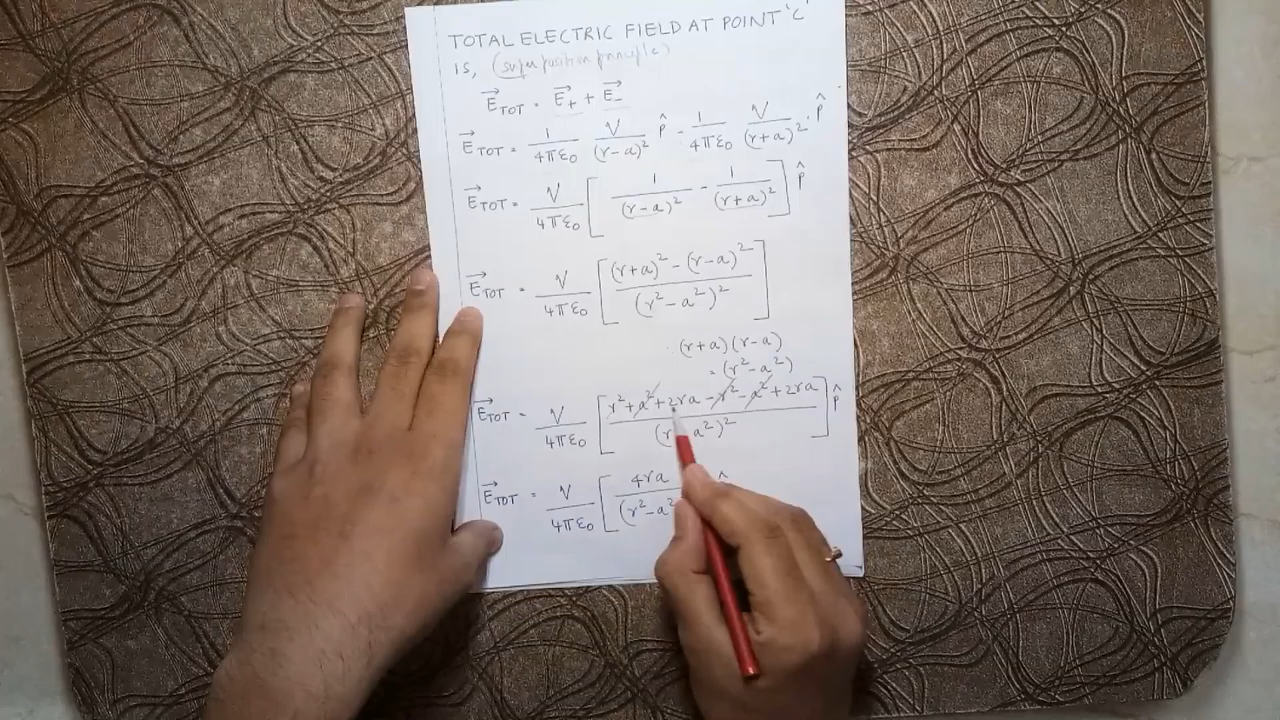 TOTAL ELECTRIC FIELD AT POINT 'C'
IS, (superposition principle)
E⃗TOT = E⃗+ + E⃗−
E⃗TOT = 1/4πε0 V/(r-a)² p̂ - 1/4πε0 V/(r+a)² . p̂
E⃗TOT = V/4πε0 [1/(r-a)² - 1/(r+a)²] p̂
E⃗TOT = V/4πε0 [(r+a)² - (r-a)²/(r²-a²)²]
(r+a)(r-a)
= (r²-a²)
E⃗TOT = V/4πε0 [r²+a²+2ra-r²-a²+2ra/(r a²)²] p̂
E⃗TOT = V/4πε0 [4ra/(r²-a²